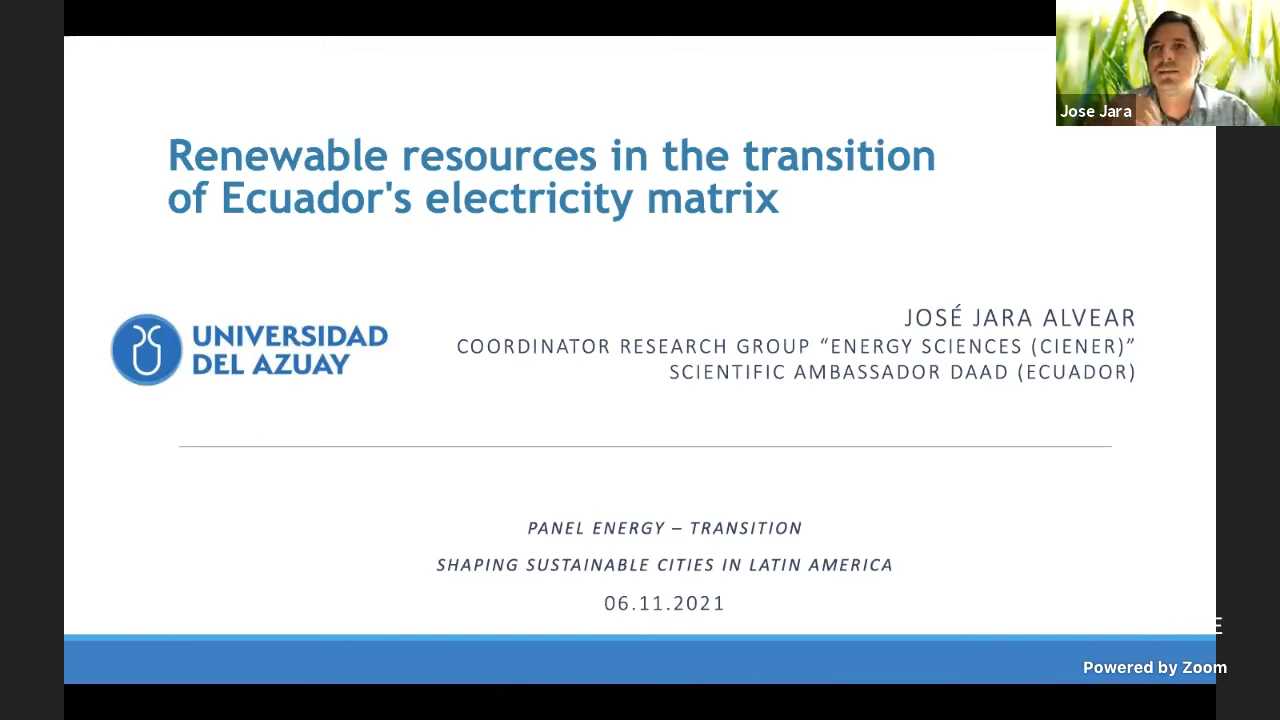 Jose Jara
Renewable resources in the transition
of Ecuador's electricity matrix
UNIVERSIDAD
DEL AZUAY
JOSÉ JARA ALVEAR
COORDINATOR RESEARCH GROUP “ENERGY SCIENCES (CIENER)”
SCIENTIFIC AMBASSADOR DAAD (ECUADOR)
PANEL ENERGY – TRANSITION
SHAPING SUSTAINABLE CITIES IN LATIN AMERICA
06.11.2021
E
Powered by Zoom